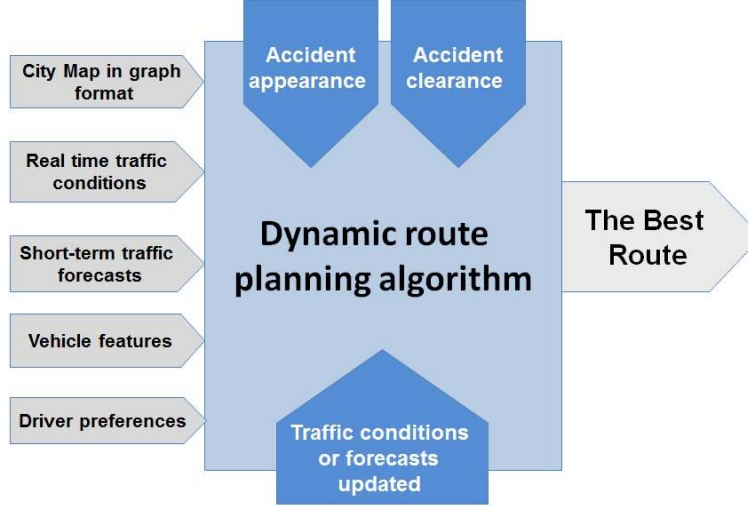 City Map in graph
format
Real time traffic
conditions
Short-term traffic
forecasts
Vehicle features
Driver preferences
Accident
appearance
Accident
clearance
Dynamic route
planning algorithm
Traffic conditions
or forecasts
updated
The Best
Route